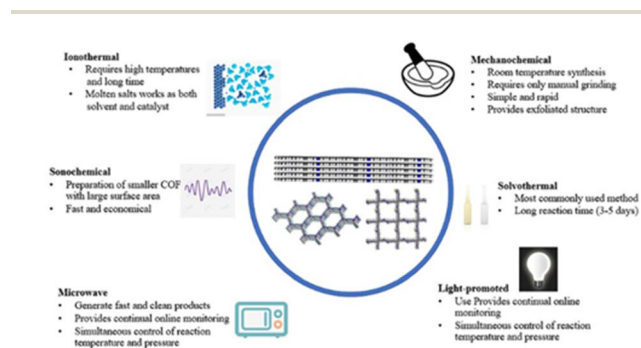 Ionothermal
• Requires high temperatures
and long time
• Molten salts works as both
solvent and catalyst
Mechanochemical
• Room temperature synthesis
• Requires only manual grinding
• Simple and rapid
• Provides exfoliated structure
Sonochemical
• Preparation of smaller COF
with large surface area
• Fast and economical
Solvothermal
• Most commonly used method
• Long reaction time (3-5 days)
Microwave
• Generate fast and clean products
• Provides continual online monitoring
• Simultaneous control of reaction
temperature and pressure
Light-promoted
• Use Provides continual online
monitoring
• Simultaneous control of reaction
temperature and pressure